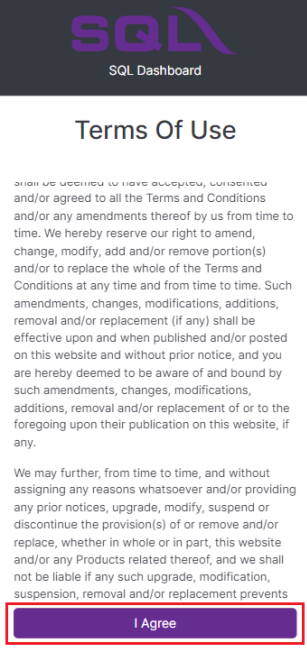 SQL
SQL Dashboard
Terms Of Use
shall be deemed to have accepted, consented
and/or agreed to all the Terms and Conditions
and/or any amendments thereof by us from time to
time. We hereby reserve our right to amend,
change, modify, add and/or remove portion(s)
and/or to replace the whole of the Terms and
Conditions at any time and from time to time. Such
amendments, changes, modifications, additions,
removal and/or replacement (if any) shall be
effective upon and when published and/or posted
on this website and without prior notice, and you
are hereby deemed to be aware of and bound by
such amendments, changes, modifications,
additions, removal and/or replacement of or to the
foregoing upon their publication on this website, if
any.
We may further, from time to time, and without
assigning any reasons whatsoever and/or providing
any prior notices, upgrade, modify, suspend or
discontinue the provision(s) of or remove and/or
replace, whether in whole or in part, this website
and/or any Products related thereof, and we shall
not be liable if any such upgrade, modification,
suspension, removal and/or replacement prevents
I Agree